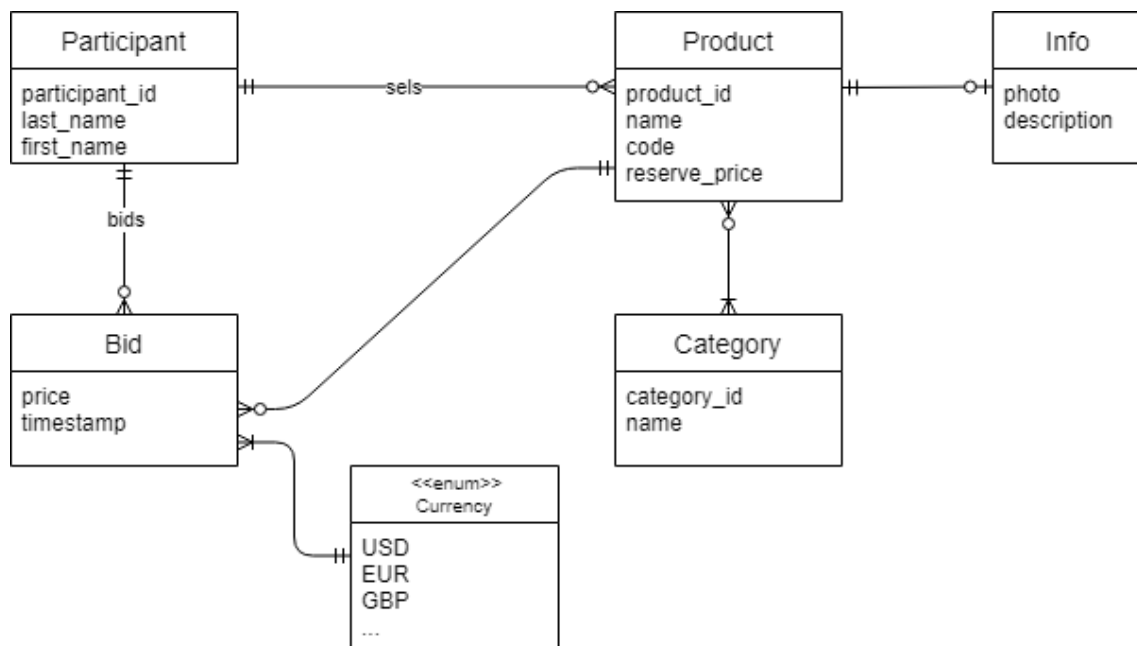 Participant
participant_id
last_name
first_name
sels
Product
product_id
name
code
reserve_price
Info
photo
description
bids
Bid
price
timestamp
Category
category_id
name
<<enum>>
Currency
USD
EUR
GBP
...